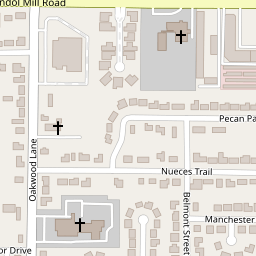 ndol Mill Road
Pecan Pa
Oakwood Lane
Nueces Trail
Belmont Street
Manchester
or Drive